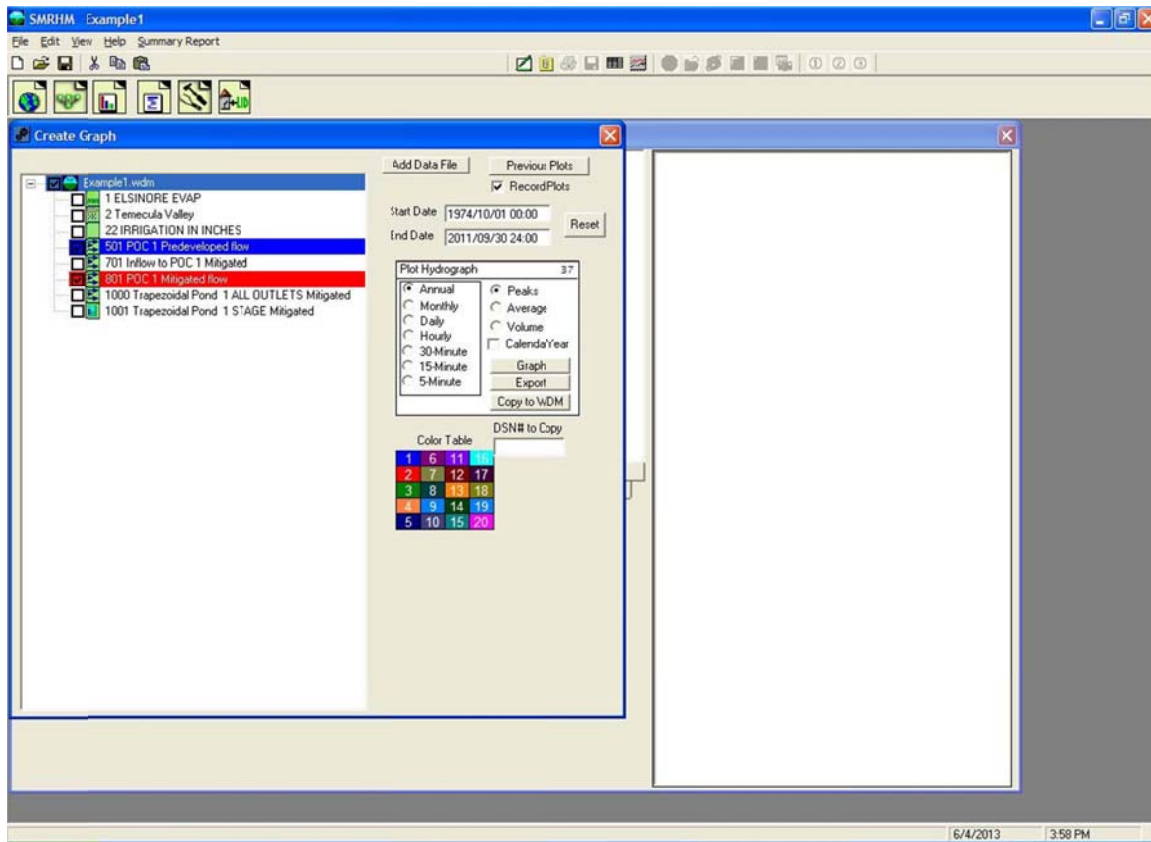 SMRHM Example1
File Edit View Help Summary Report
Create Graph
Add Data File
Previous Plots
RecordPlots
Example1.wdm
1 ELSINORE EVAP
2 Temecula Valley
22 IRRIGATION IN INCHES
501 POC 1 Predeveloped flow
701 Inflow to POC 1 Mitigated
801 POC 1 Mitigated flow
1000 Trapezoidal Pond 1 ALL OUTLETS Mitigated
1001 Trapezoidal Pond 1 STAGE Mitigated
Start Date 1974/10/01 00:00
End Date 2011/09/30 24:00
Reset
Plot Hydrograph 37
Annual
Monthly
Daily
Hourly
30-Minute
15-Minute
5-Minute
Peaks
Average
Volume
CalendaYear
Graph
Export
Copy to WDM
DSN# to Copy
Color Table
1 6 11 16
2 7 12 17
3 8 13 18
4 9 14 19
5 10 15 20
6/4/2013 3:58 PM